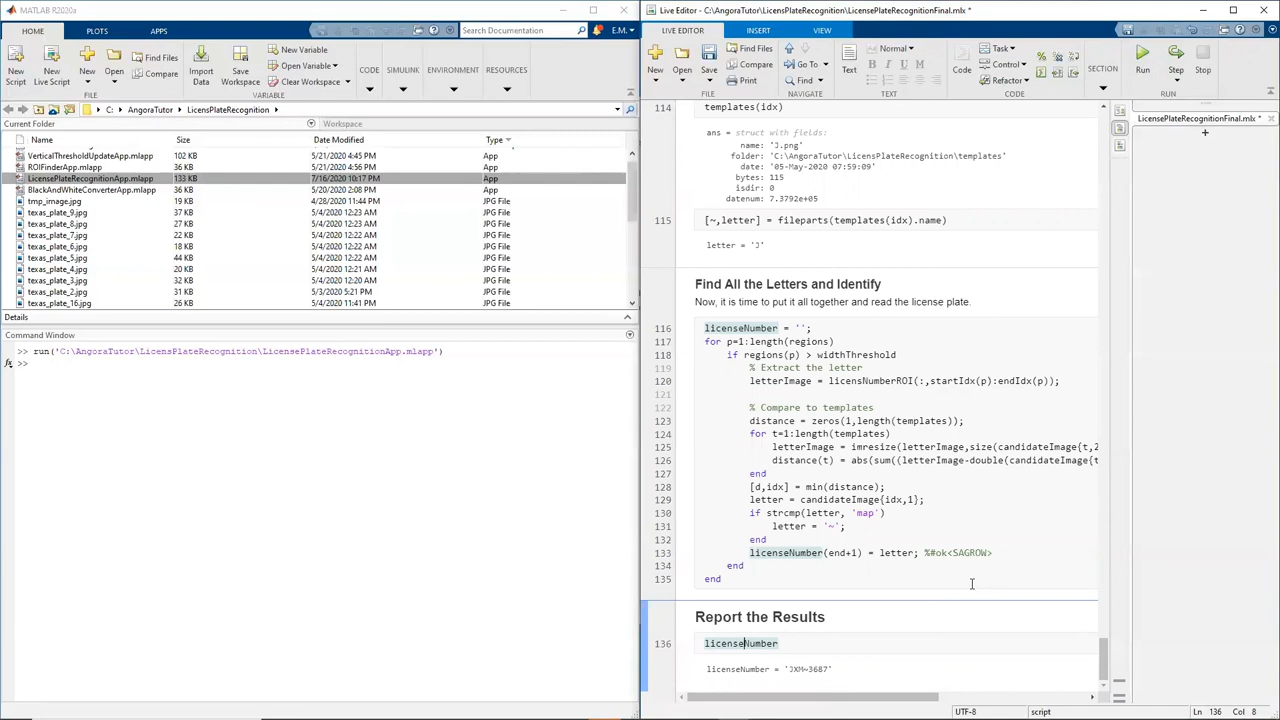 MATLAB R2020a
HOME PLOTS APPS
Search Documentation
E.M.
New Script
New Live Script
New
Open
Find Files
Compare
Import Data
Save Workspace
New Variable
Open Variable
Clear Workspace
CODE
SIMULINK
ENVIRONMENT
RESOURCES
FILE
VARIABLE
C: AngoraTutor LicensPlateRecognition
Current Folder
Workspace
Name Size Date Modified Type
VerticalThresholdUpdateApp.mlapp 102 KB 5/21/2020 4:45 PM App
ROIFinderApp.mlapp 36 KB 5/21/2020 4:56 PM App
LicensePlateRecognitionApp.mlapp 133 KB 7/16/2020 10:17 PM App
BlackAndWhiteConverterApp.mlapp 36 KB 5/20/2020 2:08 PM App
tmp_image.jpg 19 KB 4/28/2020 11:44 PM JPG File
texas_plate_9.jpg 37 KB 5/4/2020 12:23 AM JPG File
texas_plate_8.jpg 27 KB 5/4/2020 12:23 AM JPG File
texas_plate_7.jpg 22 KB 5/4/2020 12:22 AM JPG File
texas_plate_6.jpg 18 KB 5/4/2020 12:22 AM JPG File
texas_plate_5.jpg 44 KB 5/4/2020 12:22 AM JPG File
texas_plate_4.jpg 20 KB 5/4/2020 12:21 AM JPG File
texas_plate_3.jpg 32 KB 5/4/2020 12:21 AM JPG File
texas_plate_2.jpg 31 KB 5/3/2020 5:21 PM JPG File
texas_plate_16.jpg 26 KB 5/4/2020 11:41 PM JPG File
Details
Command Window
>> run('C:\AngoraTutor\LicensPlateRecognition\LicensePlateRecognitionApp.mlapp')
fx >>
Live Editor - C:\AngoraTutor\LicensPlateRecognition\LicensePlateRecognitionFinal.mlx *
LIVE EDITOR INSERT VIEW
New
Open
Save
Find Files
Compare
Print
Go To
Find
Text
Normal
B I U M
Code
Task
Control
Refactor
SECTION
Run
Step
Stop
FILE
NAVIGATE
TEXT
CODE
RUN
LicensePlateRecognitionFinal.mlx * ×
+
114 templates(idx)
ans = struct with fields:
name: 'J.png'
folder: 'C:\AngoraTutor\LicensPlateRecognition\templates'
date: '05-May-2020 07:59:09'
bytes: 115
isdir: 0
datenum: 7.3792e+05
115 [~,letter] = fileparts(templates(idx).name)
letter = 'J'
Find All the Letters and Identify
Now, it is time to put it all together and read the license plate.
116 licenseNumber = '';
117 for p=1:length(regions)
118 if regions(p) > widthThreshold
119 % Extract the letter
120 letterImage = licensNumberROI(:,startIdx(p):endIdx(p));
121
122 % Compare to templates
123 distance = zeros(1,length(templates));
124 for t=1:length(templates)
125 letterImage = imresize(letterImage,size(candidateImage{t,2
126 distance(t) = abs(sum((letterImage-double(candidateImage{t
127 end
128 [d,idx] = min(distance);
129 letter = candidateImage{idx,1};
130 if strcmp(letter, 'map')
131 letter = '~';
132 end
133 licenseNumber(end+1) = letter; %#ok<SAGROW>
134 end
135 end
Report the Results
136 licenseNumber
licenseNumber = 'JXM~3687'
UTF-8 script Ln 136 Col 8